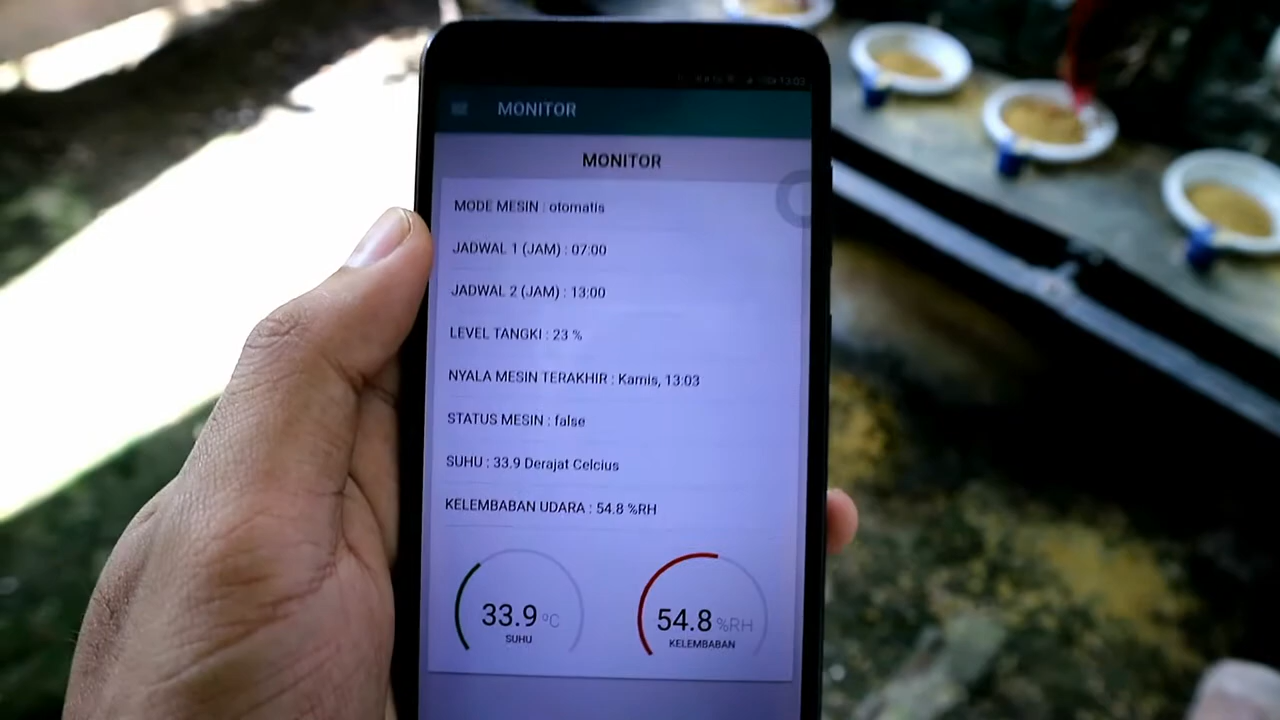 13:03
MONITOR
MONITOR
MODE MESIN : otomatis
JADWAL 1 (JAM) : 07:00
JADWAL 2 (JAM) : 13:00
LEVEL TANGKI : 23 %
NYALA MESIN TERAKHIR : Kamis, 13:03
STATUS MESIN : false
SUHU : 33.9 Derajat Celcius
KELEMBABAN UDARA : 54.8 %RH
33.9 °C
SUHU
54.8 %RH
KELEMBABAN